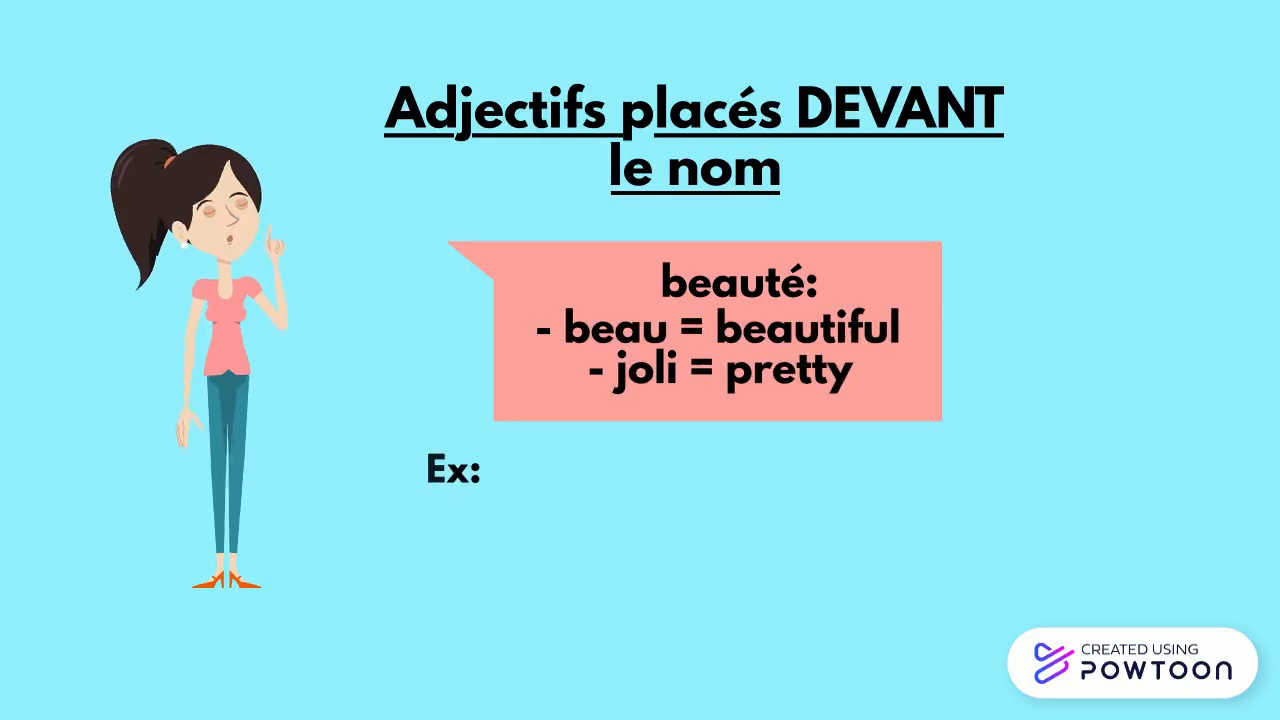 Adjectifs placés DEVANT
le nom
beauté:
- beau = beautiful
- joli = pretty
Ex:
CREATED USING
POWTOON